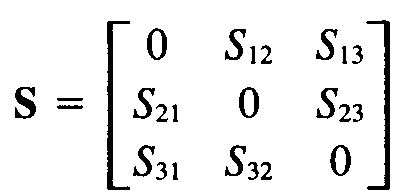 0 S₁₂ S₁₃
S = S₂₁ 0 S₂₃
S₃₁ S₃₂ 0